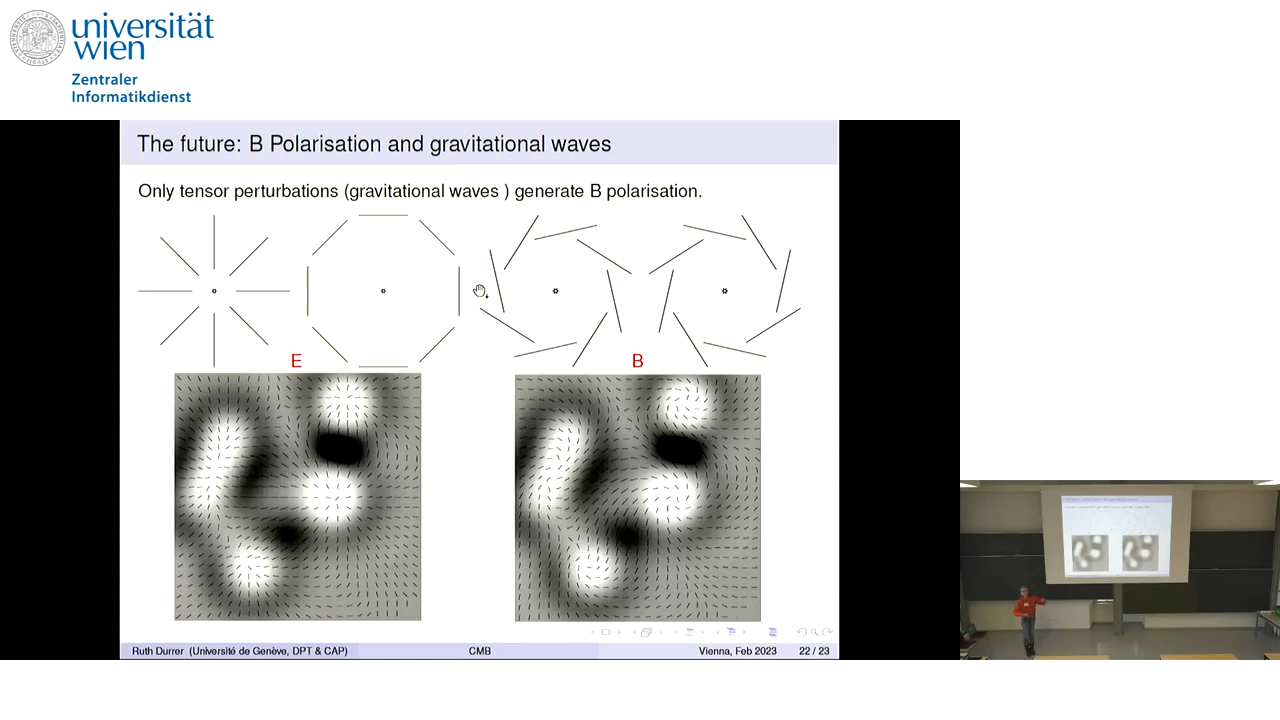 universität
wien
Zentraler
Informatikdienst
The future: B Polarisation and gravitational waves
Only tensor perturbations (gravitational waves ) generate B polarisation.
E
B
Ruth Durrer (Université de Genève, DPT & CAP)
CMB
Vienna, Feb 2023
22 / 23